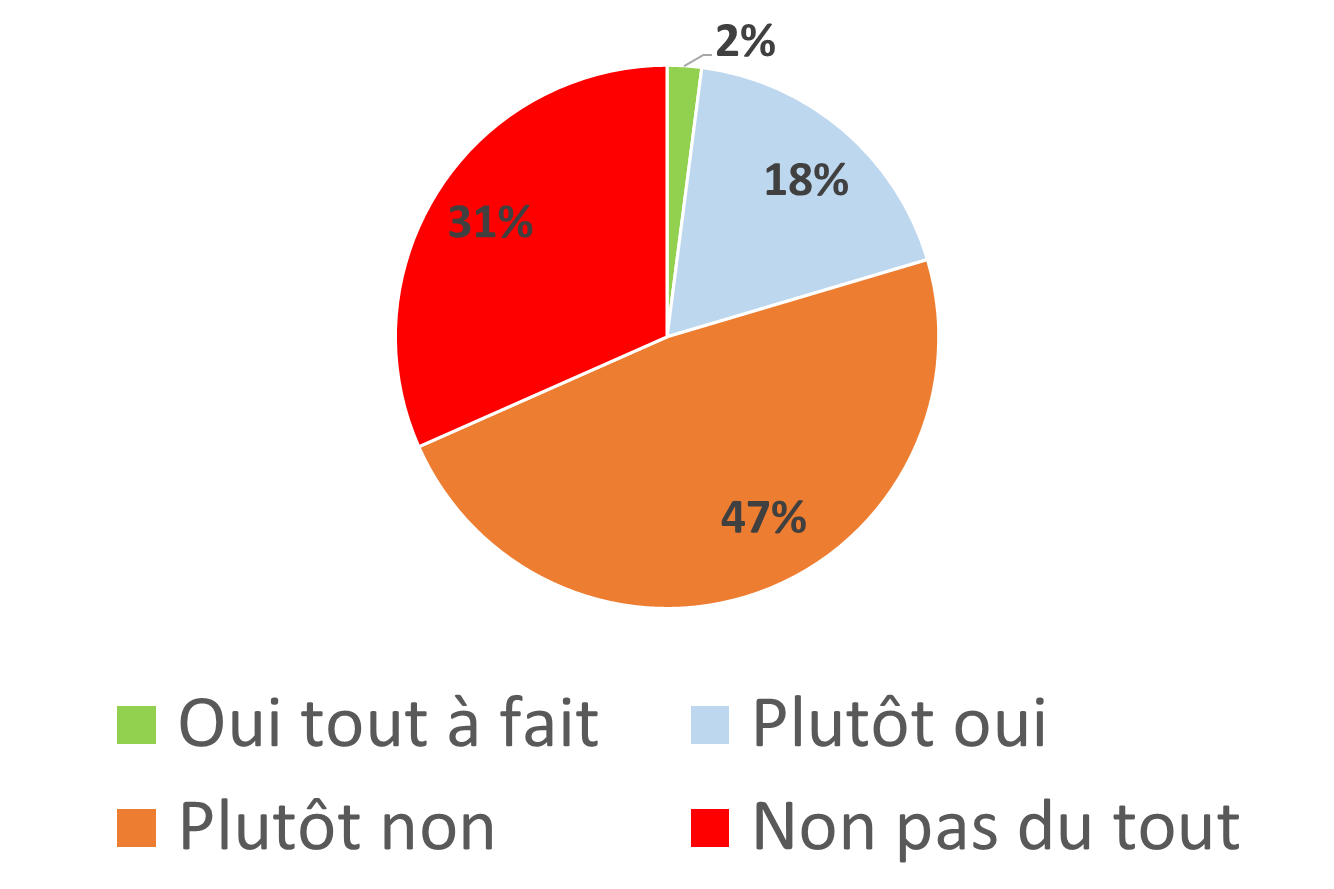 2%
18%
31%
47%
Oui tout à fait
Plutôt oui
Plutôt non
Non pas du tout